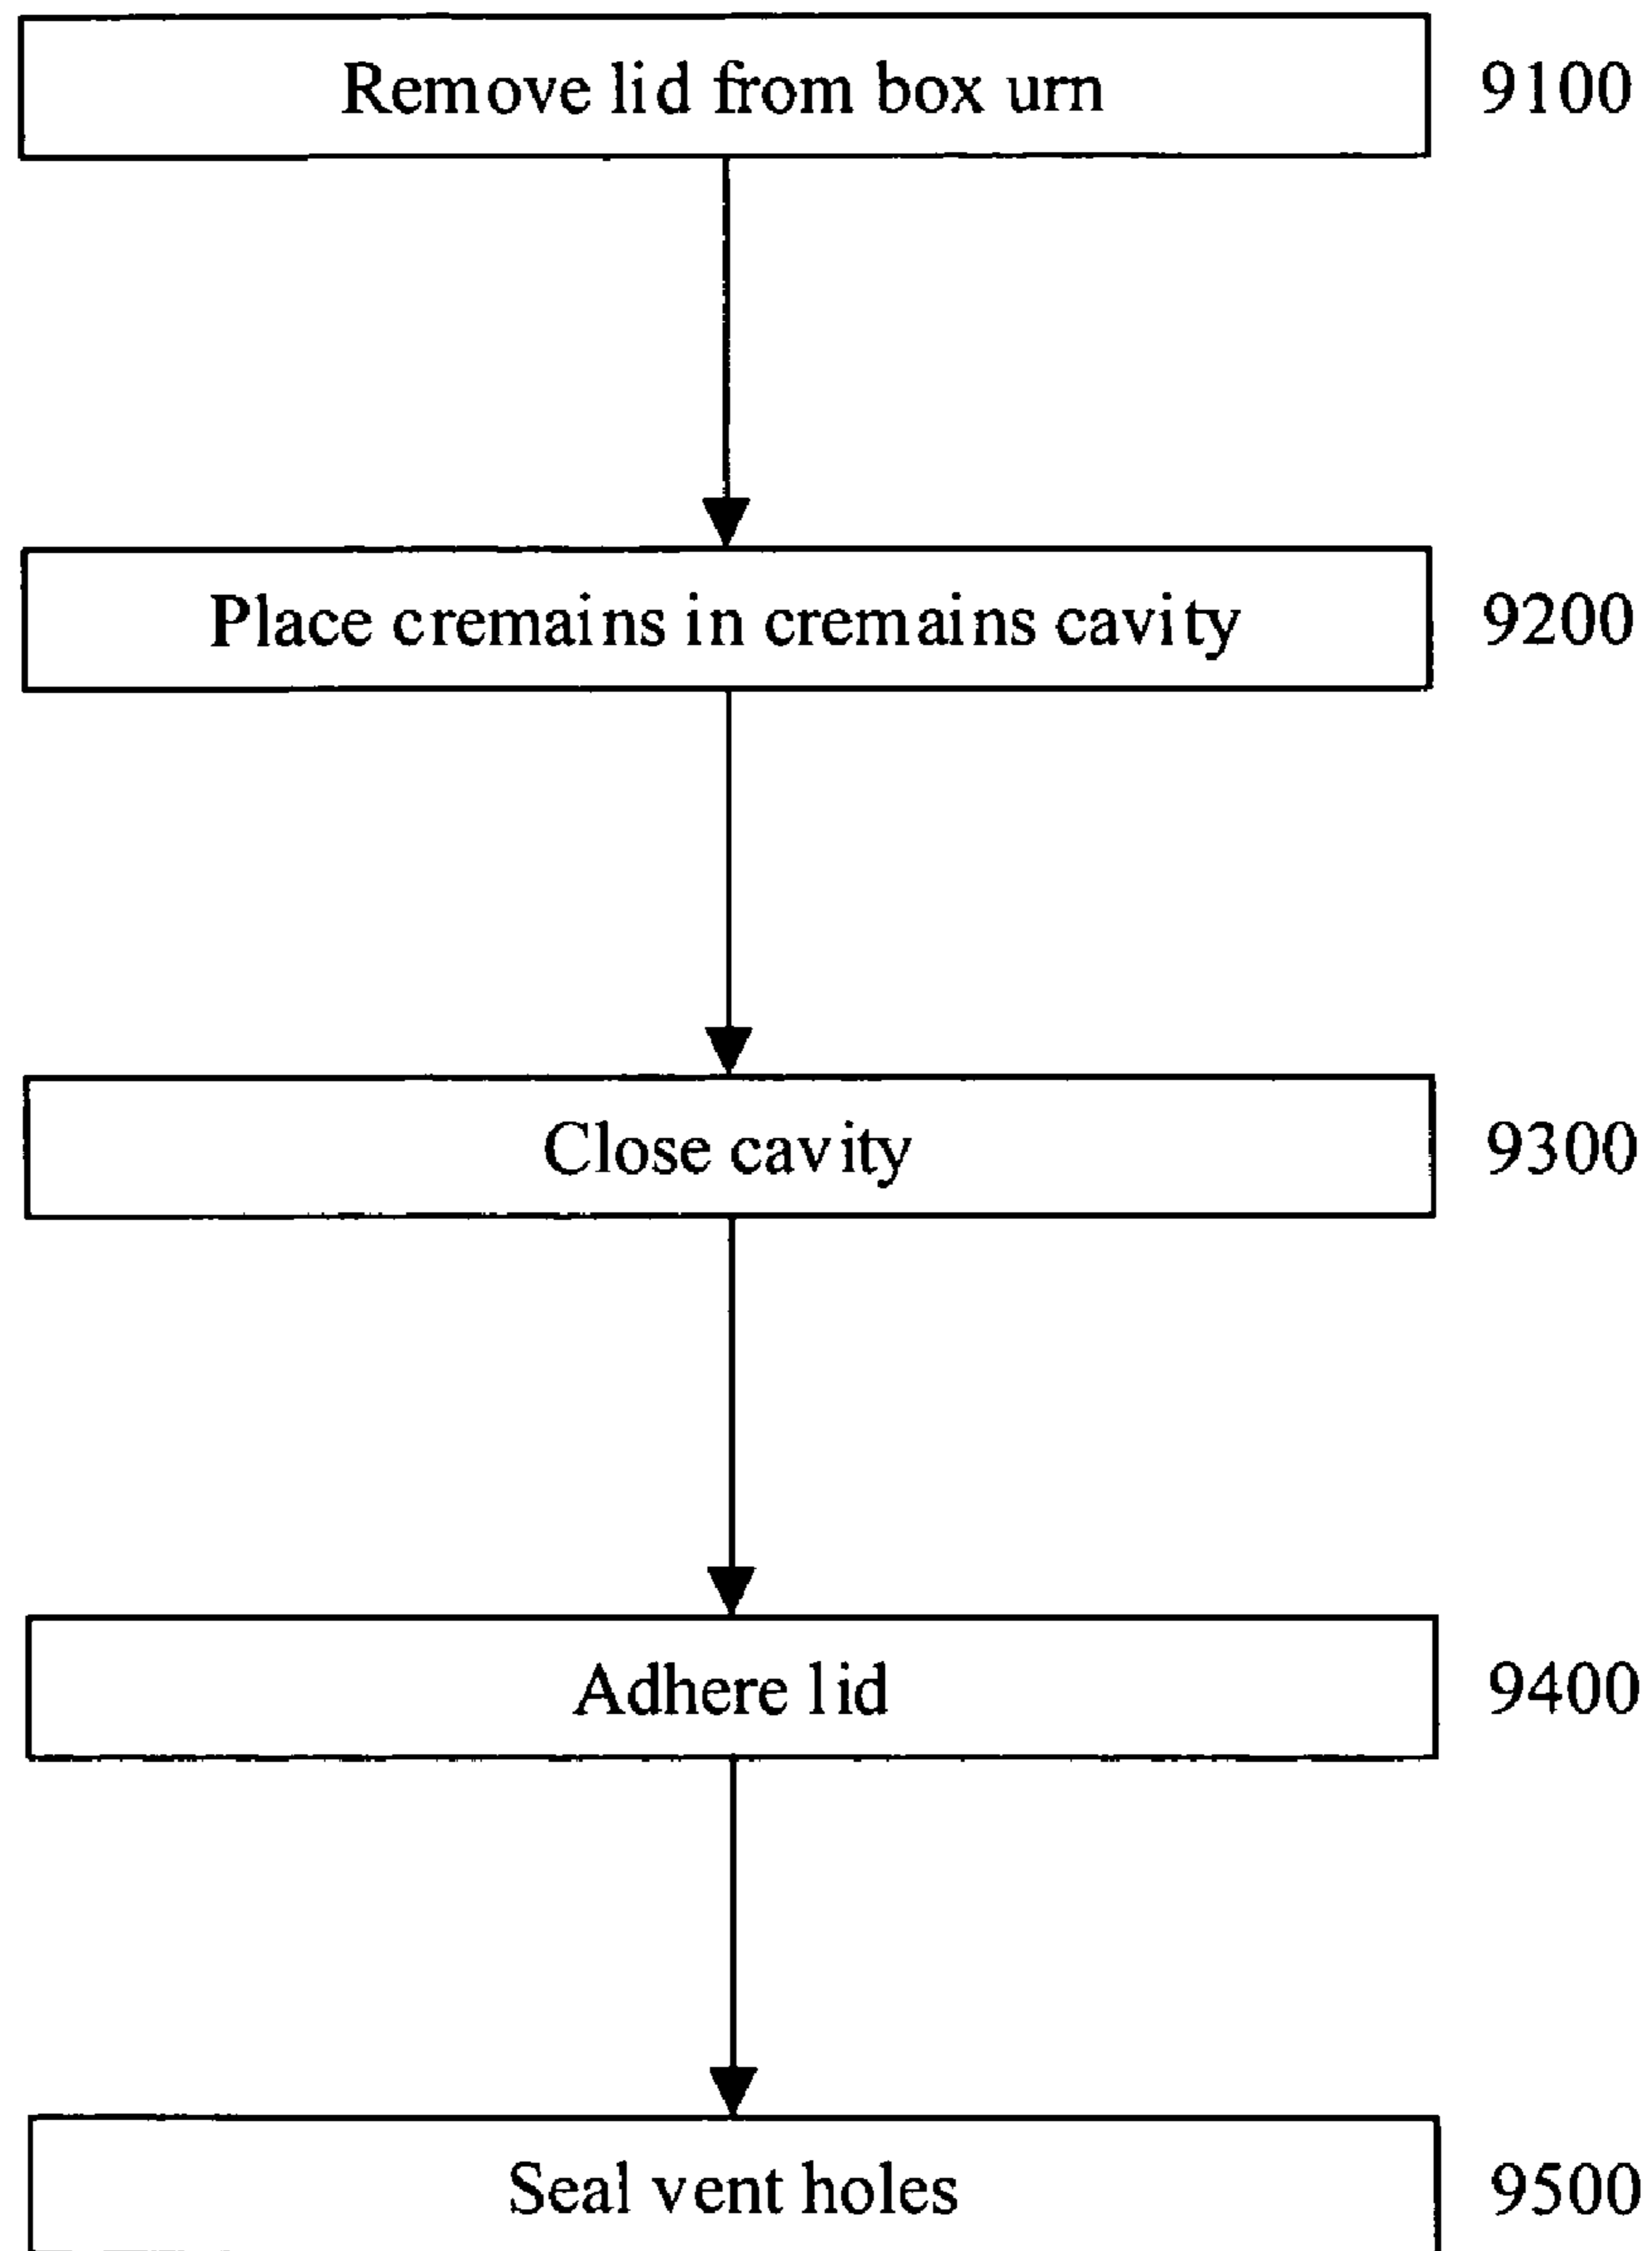 Remove lid from box urn 9100
Place cremains in cremains cavity 9200
Close cavity 9300
Adhere lid 9400
Seal vent holes 9500